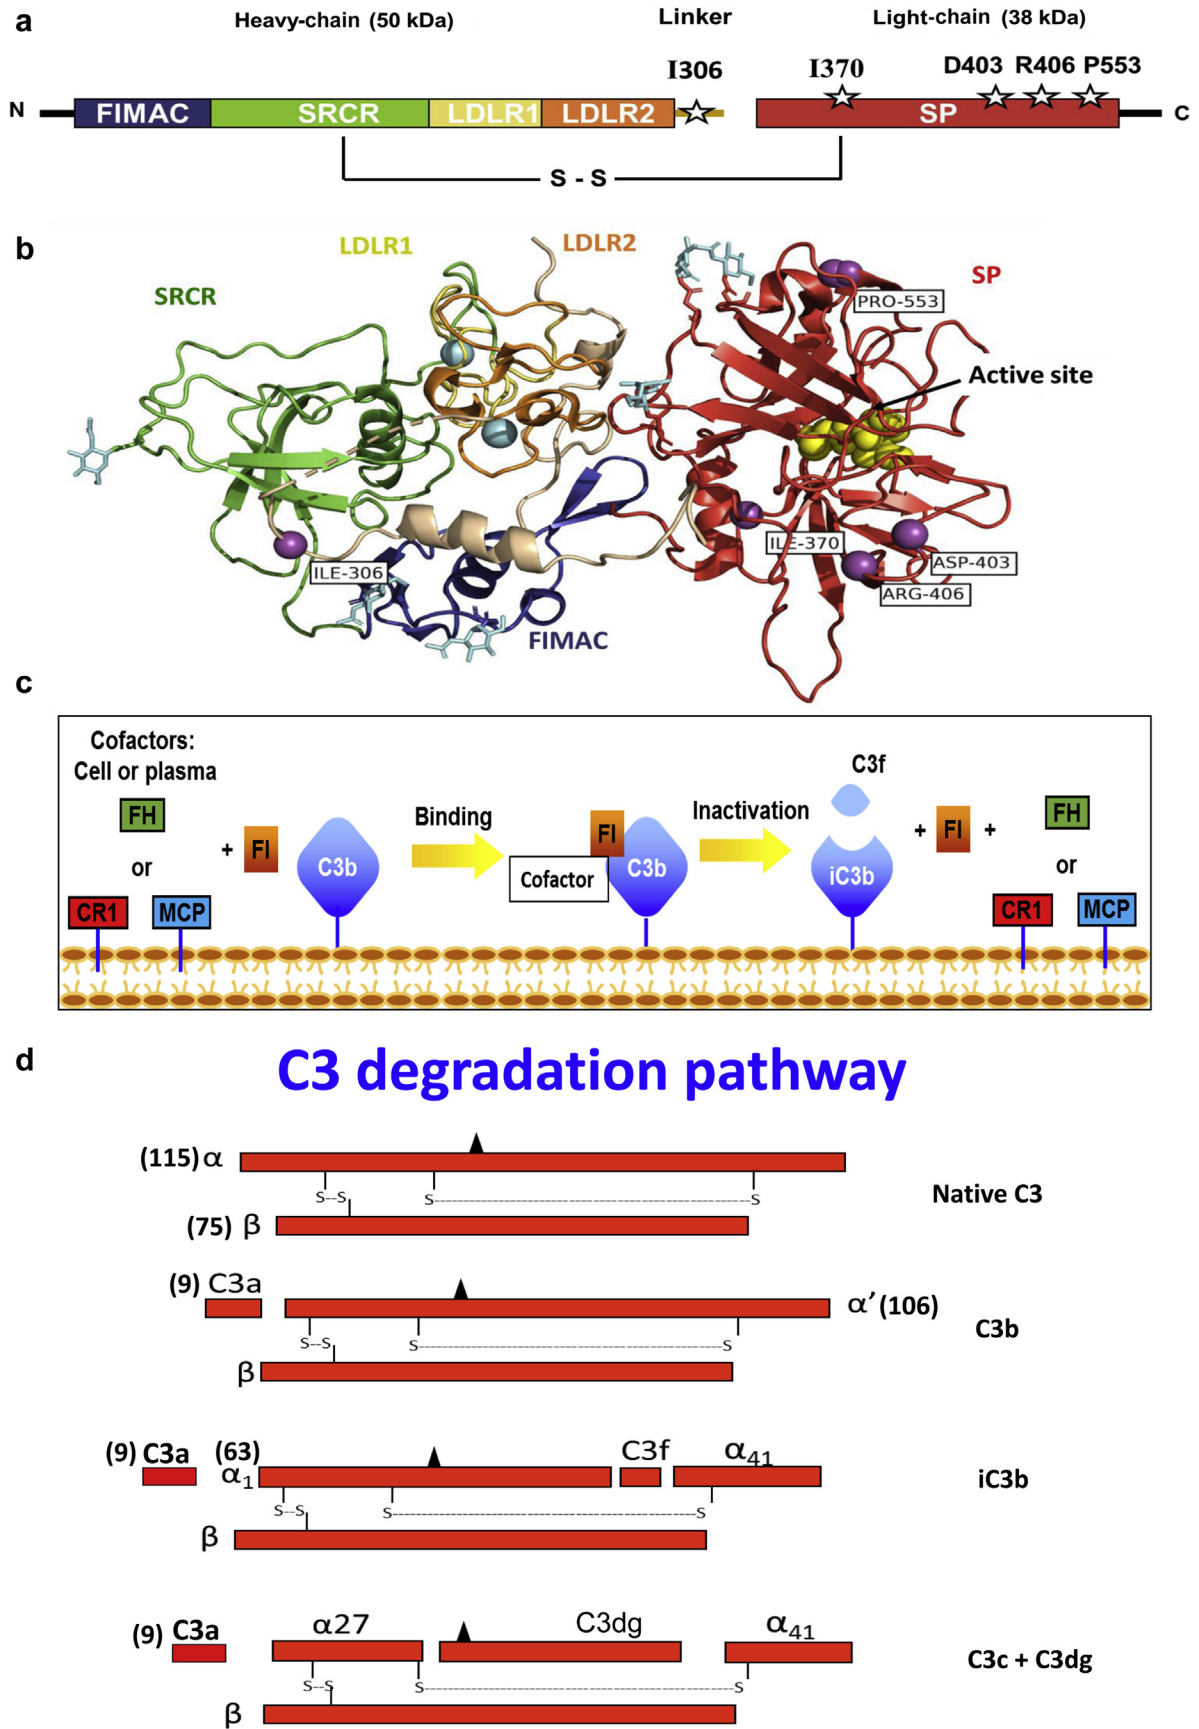 a
Heavy-chain (50 kDa)
Linker
Light-chain (38 kDa)
I306
I370
D403 R406 P553
N
FIMAC
SRCR
LDLR1
LDLR2
SP
C
S - S
b
LDLR1
LDLR2
SRCR
SP
PRO-553
Active site
ILE-370
ASP-403
ILE-306
ARG-406
FIMAC
c
Cofactors:
Cell or plasma
FH
or
CR1
MCP
+
FI
C3b
Binding
FI
Cofactor
C3b
Inactivation
C3f
iC3b
+
FI
+
FH
or
CR1
MCP
d
C3 degradation pathway
(115) α
S--S
S-----S
Native C3
(75) β
(9) C3a
α’ (106)
S--S
S-----S
C3b
β
(9) C3a
(63)
α1
C3f
α41
iC3b
S--S
S-----S
β
(9) C3a
α27
C3dg
α41
C3c + C3dg
S--S
S-----S
β